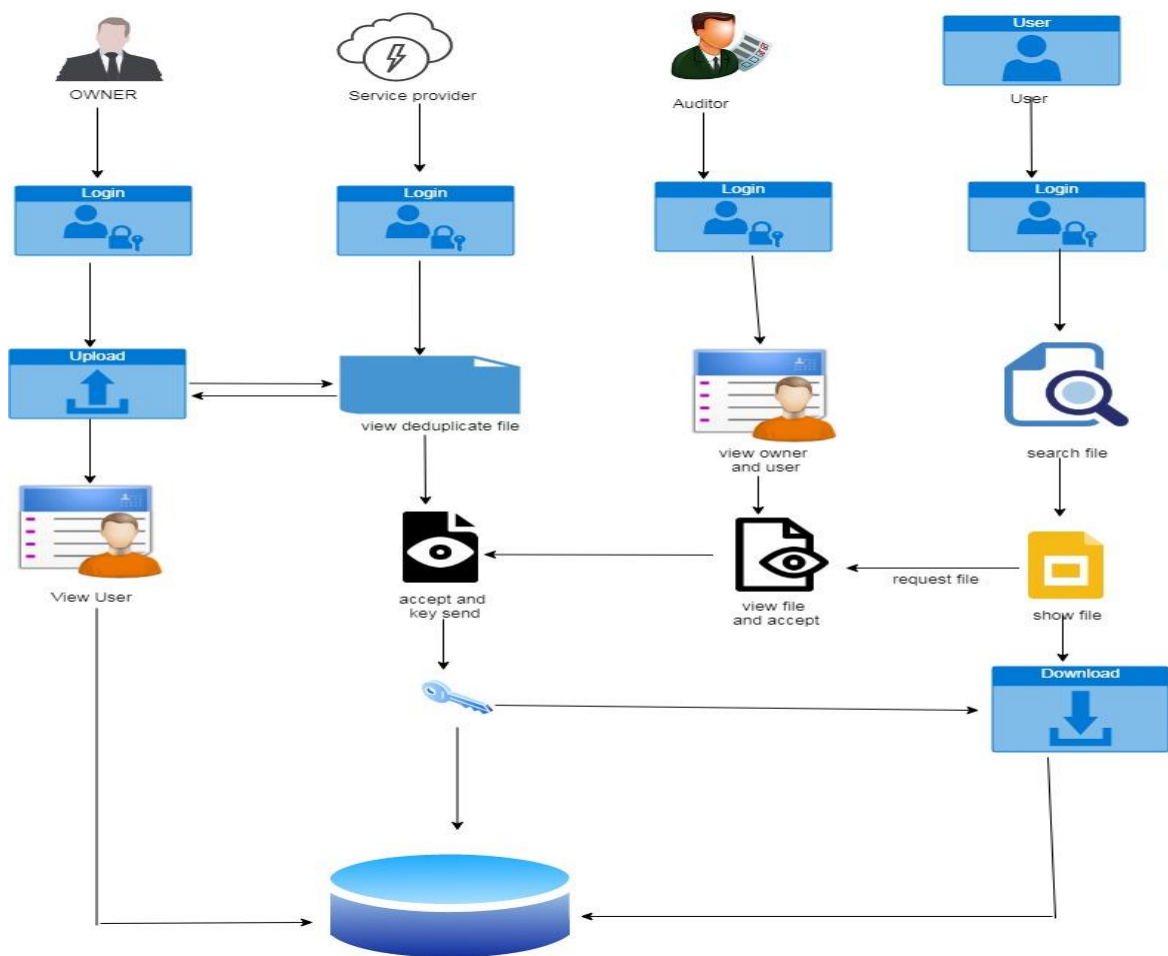 User
OWNER
Service provider
Auditor
User
Login
Login
Login
Login
Upload
view deduplicate file
view owner
and user
search file
View User
accept and
key send
view file
and accept
request file
show file
Download